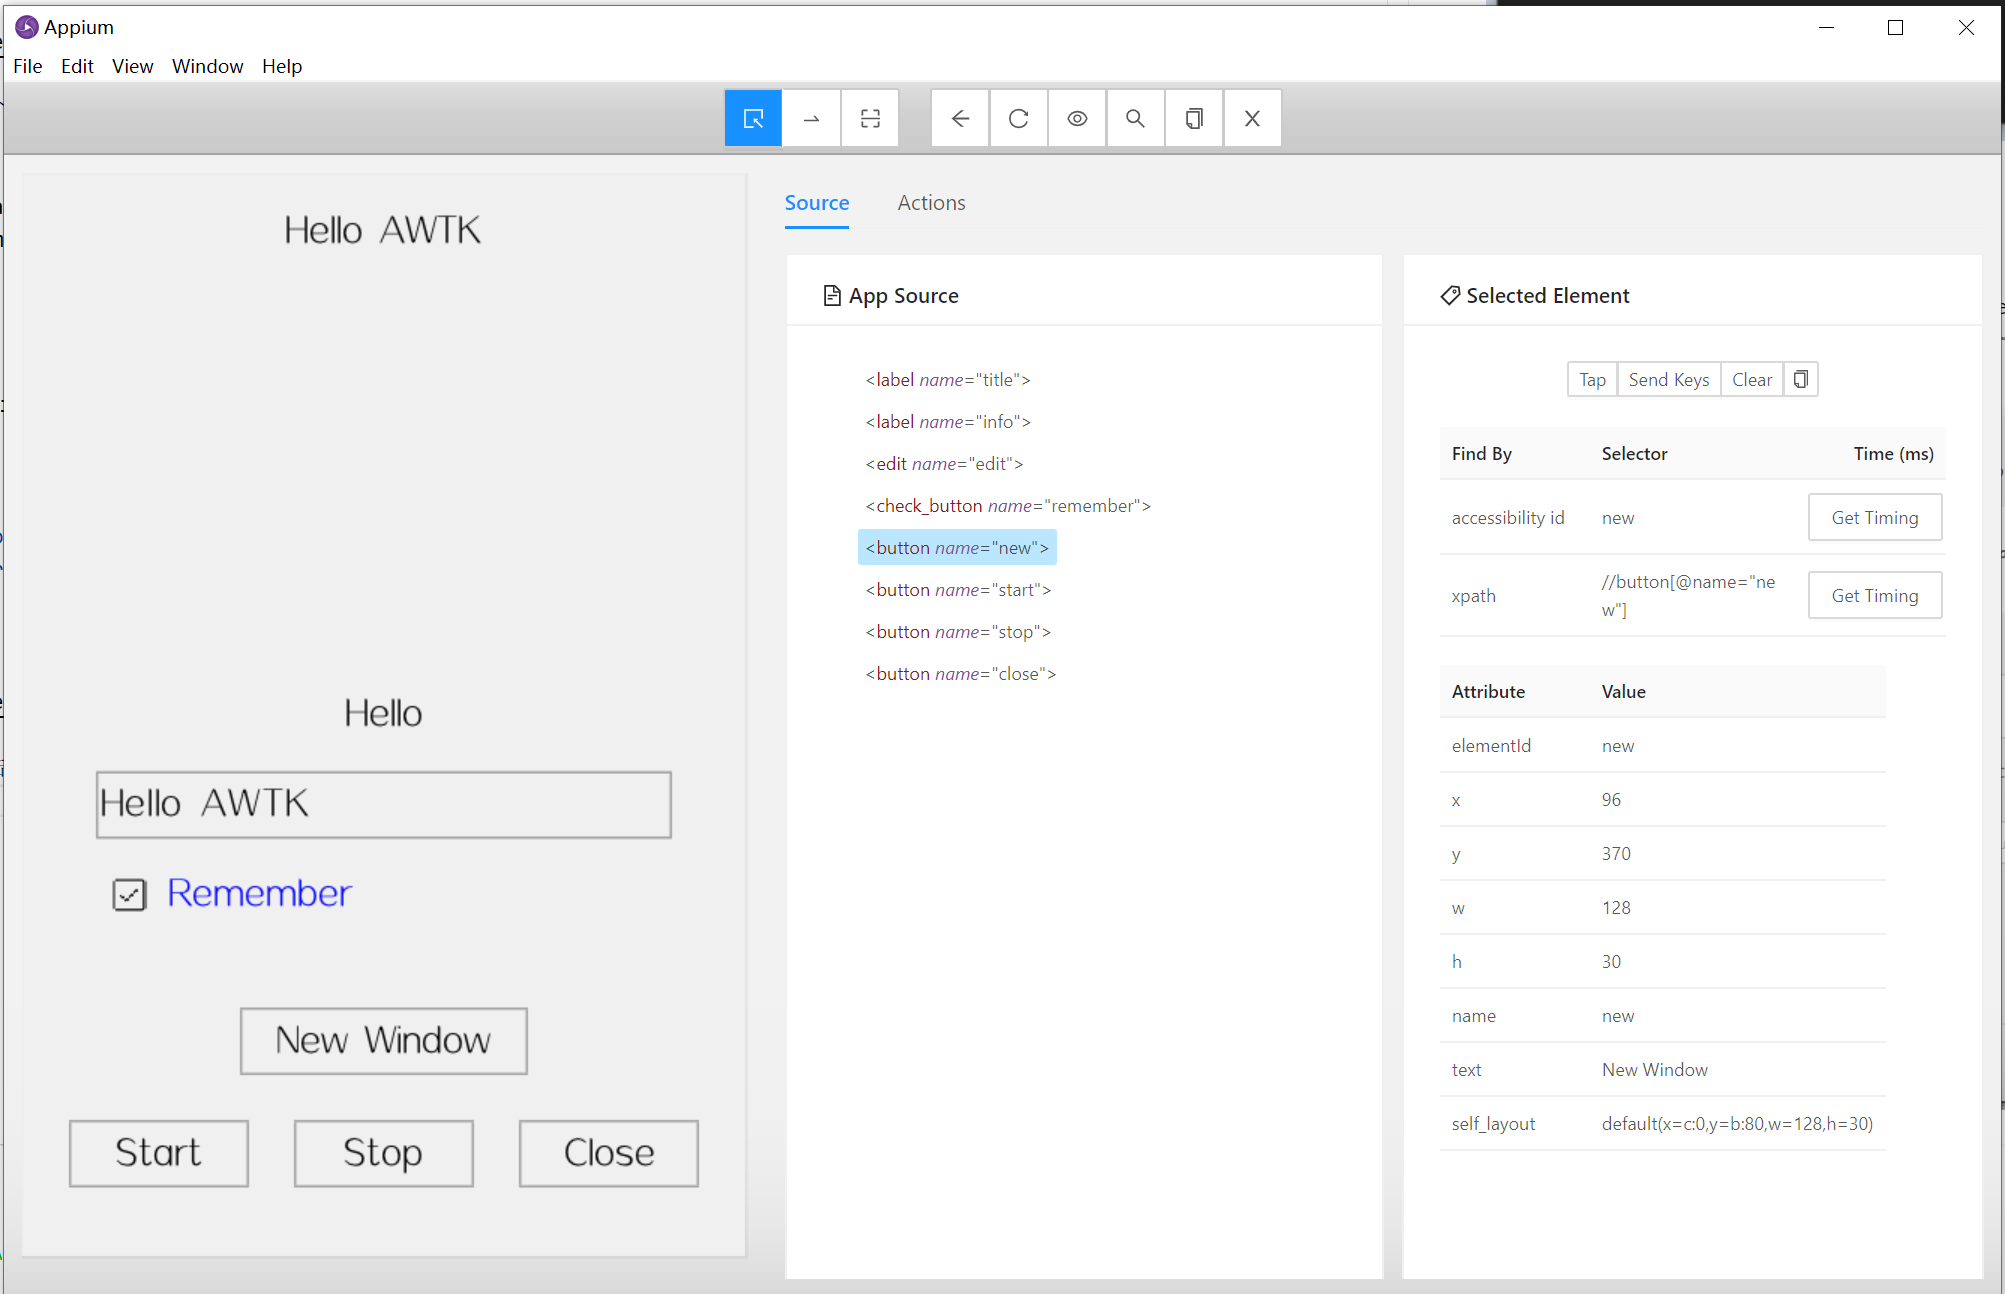 Appium
File Edit View Window Help
Hello AWTK
Hello
Hello AWTK
Remember
New Window
Start Stop Close
Source Actions
App Source
<label name="title">
<label name="info">
<edit name="edit">
<check_button name="remember">
<button name="new">
<button name="start">
<button name="stop">
<button name="close">
Selected Element
Tap Send Keys Clear
Find By Selector Time (ms)
accessibility id new Get Timing
xpath //button[@name="ne
w"] Get Timing
Attribute Value
elementId new
x 96
y 370
w 128
h 30
name new
text New Window
self_layout default(x=c:0,y=b:80,w=128,h=30)